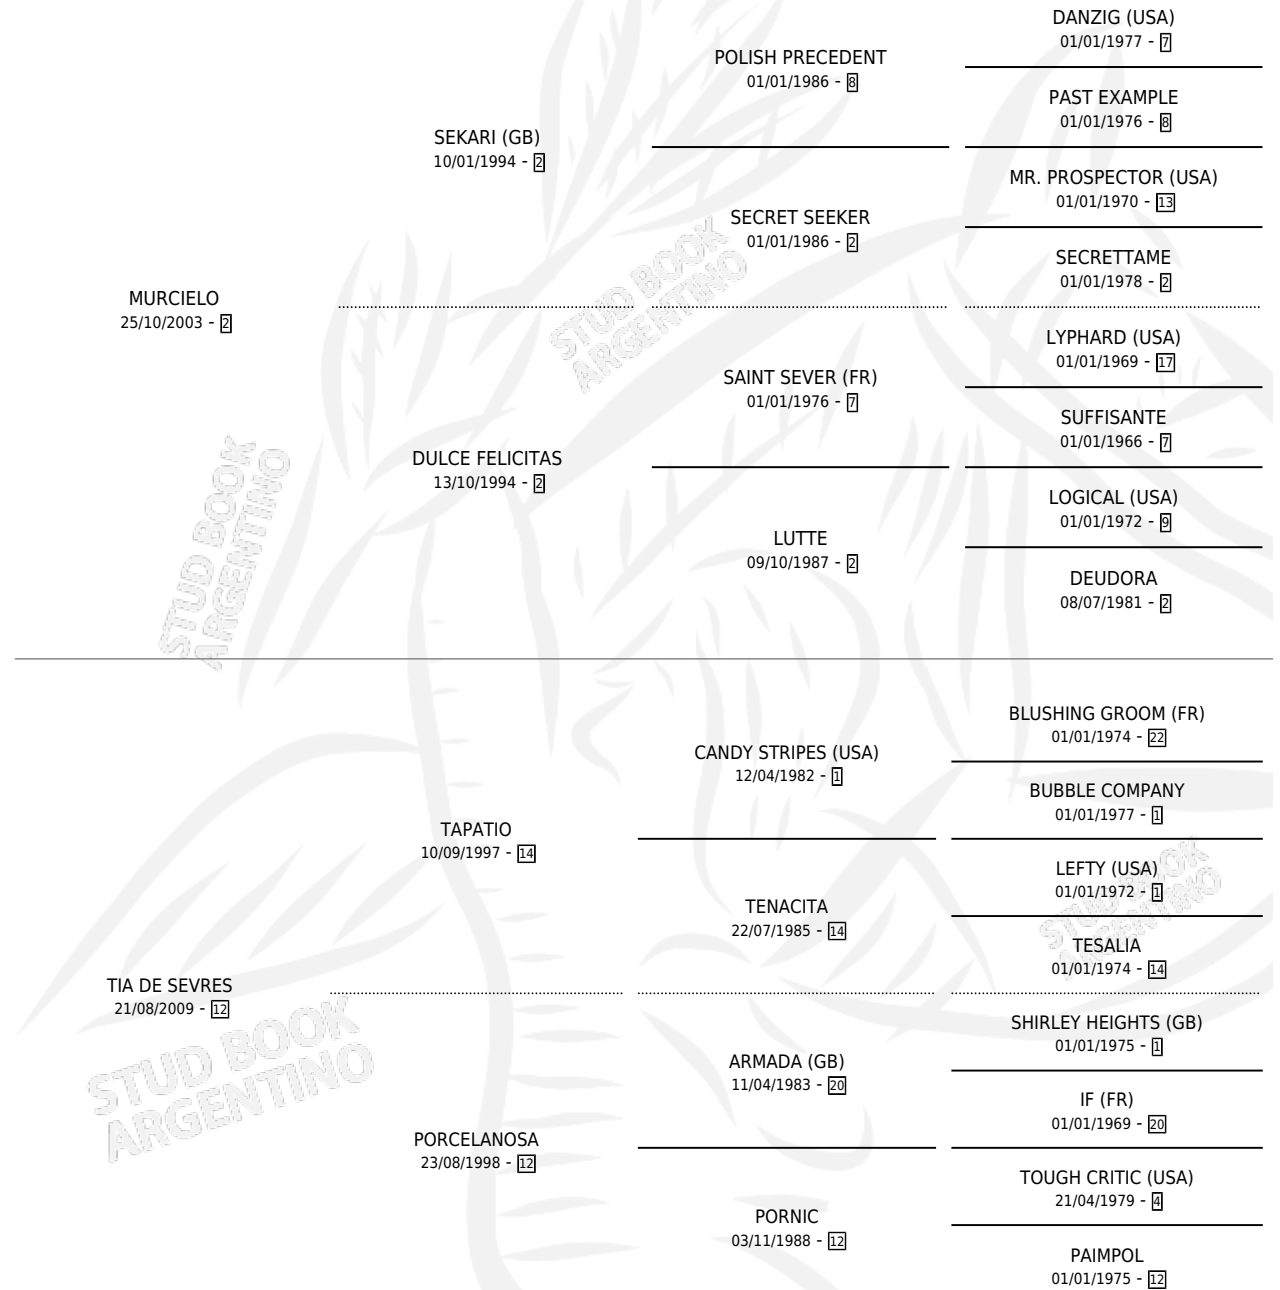 DANZIG (USA)
01/01/1977 - 7
POLISH PRECEDENT
01/01/1986 - 8
PAST EXAMPLE
01/01/1976 - 8
SEKARI (GB)
10/01/1994 - 2
MR. PROSPECTOR (USA)
01/01/1970 - 13
SECRET SEEKER
01/01/1986 - 2
SECRETTAME
01/01/1978 - 2
MURCIELO
25/10/2003 - 2
LYPHARD (USA)
01/01/1969 - 17
SAINT SEVER (FR)
01/01/1976 - 7
SUFFISANTE
01/01/1966 - 7
DULCE FELICITAS
13/10/1994 - 2
LOGICAL (USA)
01/01/1972 - 9
LUTTE
09/10/1987 - 2
DEUDORA
08/07/1981 - 2
BLUSHING GROOM (FR)
01/01/1974 - 22
CANDY STRIPES (USA)
12/04/1982 - 1
BUBBLE COMPANY
01/01/1977 - 1
TAPATIO
10/09/1997 - 14
LEFTY (USA)
01/01/1972 - 1
TENACITA
22/07/1985 - 14
TESALIA
01/01/1974 - 14
TIA DE SEVRES
21/08/2009 - 12
SHIRLEY HEIGHTS (GB)
01/01/1975 - 1
ARMADA (GB)
11/04/1983 - 20
IF (FR)
01/01/1969 - 20
PORCELANOSA
23/08/1998 - 12
TOUGH CRITIC (USA)
21/04/1979 - 4
PORNIC
03/11/1988 - 12
PAIMPOL
01/01/1975 - 12
STUD BOOK
ARGENTINO
STUD BOOK
ARGENTINO
STUD BOOK
ARGENTINO
STUD BOOK
ARGENTINO